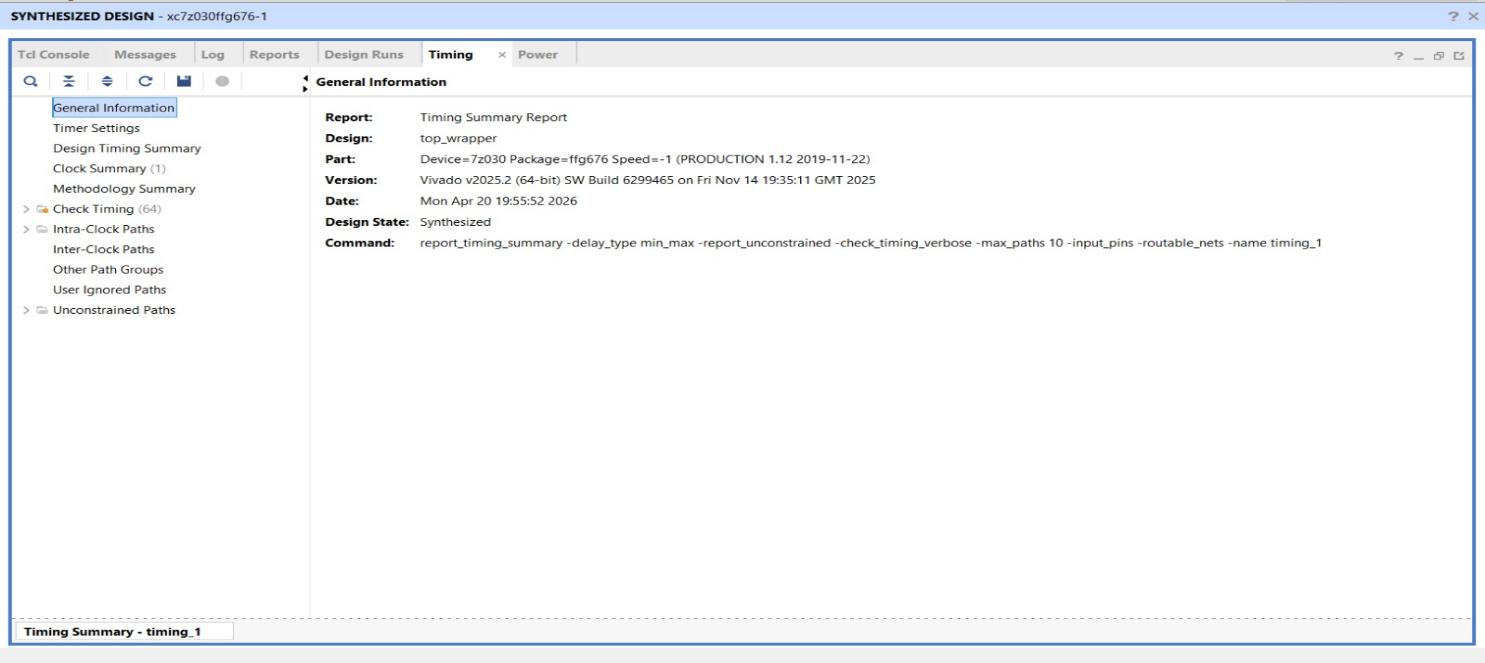 SYNTHESIZED DESIGN - xc7z030ffg676-1 ? ×
Tcl Console Messages Log Reports Design Runs Timing × Power ?
General Information
General Information
Timer Settings
Design Timing Summary
Clock Summary (1)
Methodology Summary
> Check Timing (64)
> Intra-Clock Paths
Inter-Clock Paths
Other Path Groups
User Ignored Paths
> Unconstrained Paths
Report: Timing Summary Report
Design: top_wrapper
Part: Device=7z030 Package=ffg676 Speed=-1 (PRODUCTION 1.12 2019-11-22)
Version: Vivado v2025.2 (64-bit) SW Build 6299465 on Fri Nov 14 19:35:11 GMT 2025
Date: Mon Apr 20 19:55:52 2026
Design State: Synthesized
Command: report_timing_summary -delay_type min_max -report_unconstrained -check_timing_verbose -max_paths 10 -input_pins -routable_nets -name timing_1
Timing Summary - timing_1